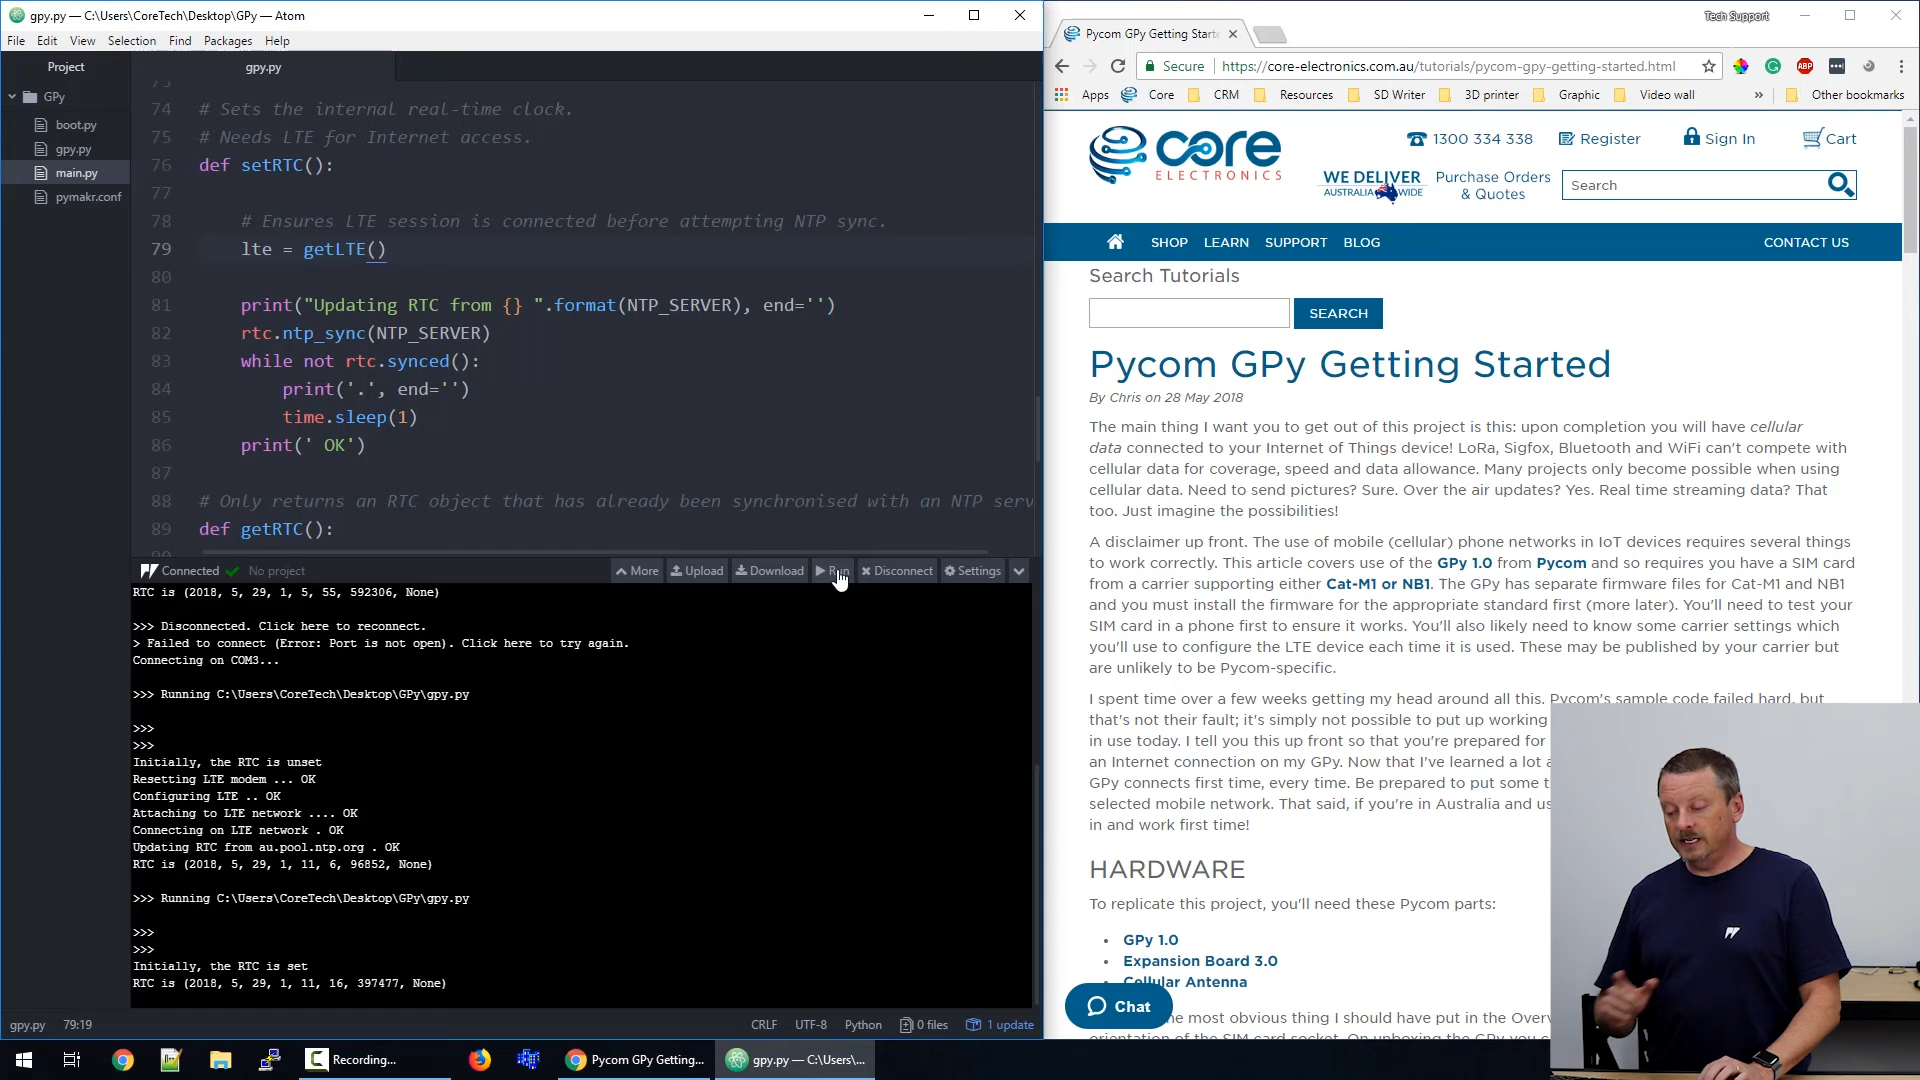 gpy.py — C:\Users\CoreTech\Desktop\GPy — Atom
File Edit View Selection Find Packages Help
Project
gpy.py
GPy
boot.py
gpy.py
main.py
pymakr.conf
74 # Sets the internal real-time clock.
75 # Needs LTE for Internet access.
76 def setRTC():
77
78 # Ensures LTE session is connected before attempting NTP sync.
79 lte = getLTE()
80
81 print("Updating RTC from {} ".format(NTP_SERVER), end='')
82 rtc.ntp_sync(NTP_SERVER)
83 while not rtc.synced():
84 print('.', end='')
85 time.sleep(1)
86 print(' OK')
87
88 # Only returns an RTC object that has already been synchronised with an NTP serv
89 def getRTC():
Connected No project More Upload Download Run Disconnect Settings
RTC is (2018, 5, 29, 1, 5, 55, 592306, None)
>>> Disconnected. Click here to reconnect.
> Failed to connect (Error: Port is not open). Click here to try again.
Connecting on COM3...
>>> Running C:\Users\CoreTech\Desktop\GPy\gpy.py
>>>
>>>
Initially, the RTC is unset
Resetting LTE modem ... OK
Configuring LTE .. OK
Attaching to LTE network .... OK
Connecting on LTE network . OK
Updating RTC from au.pool.ntp.org . OK
RTC is (2018, 5, 29, 1, 11, 6, 96852, None)
>>> Running C:\Users\CoreTech\Desktop\GPy\gpy.py
>>>
>>>
Initially, the RTC is set
RTC is (2018, 5, 29, 1, 11, 16, 397477, None)
gpy.py 79:19 CRLF UTF-8 Python 0 files 1 update
Tech Support
Pycom GPy Getting Start
Secure https://core-electronics.com.au/tutorials/pycom-gpy-getting-started.html
ABP
Apps Core CRM Resources SD Writer 3D printer Graphic Video wall » Other bookmarks
core ELECTRONICS
1300 334 338 Register Sign In Cart
WE DELIVER AUSTRALIA WIDE
Purchase Orders & Quotes
Search
SHOP LEARN SUPPORT BLOG CONTACT US
Search Tutorials
SEARCH
Pycom GPy Getting Started
By Chris on 28 May 2018
The main thing I want you to get out of this project is this: upon completion you will have cellular
data connected to your Internet of Things device! LoRa, Sigfox, Bluetooth and WiFi can't compete with
cellular data for coverage, speed and data allowance. Many projects only become possible when using
cellular data. Need to send pictures? Sure. Over the air updates? Yes. Real time streaming data? That
too. Just imagine the possibilities!
A disclaimer up front. The use of mobile (cellular) phone networks in IoT devices requires several things
to work correctly. This article covers use of the GPy 1.0 from Pycom and so requires you have a SIM card
from a carrier supporting either Cat-M1 or NB1. The GPy has separate firmware files for Cat-M1 and NB1
and you must install the firmware for the appropriate standard first (more later). You'll need to test your
SIM card in a phone first to ensure it works. You'll also likely need to know some carrier settings which
you'll use to configure the LTE device each time it is used. These may be published by your carrier but
are unlikely to be Pycom-specific.
I spent time over a few weeks getting my head around all this. Pycom's sample code failed hard, but
that's not their fault; it's simply not possible to put up working
in use today. I tell you this up front so that you're prepared for
an Internet connection on my GPy. Now that I've learned a lot a
GPy connects first time, every time. Be prepared to put some t
selected mobile network. That said, if you're in Australia and us
in and work first time!
HARDWARE
To replicate this project, you'll need these Pycom parts:
• GPy 1.0
• Expansion Board 3.0
• Cellular Antenna
Chat
he most obvious thing I should have put in the Overv
Recording... Pycom GPy Getting... gpy.py — C:\Users\...